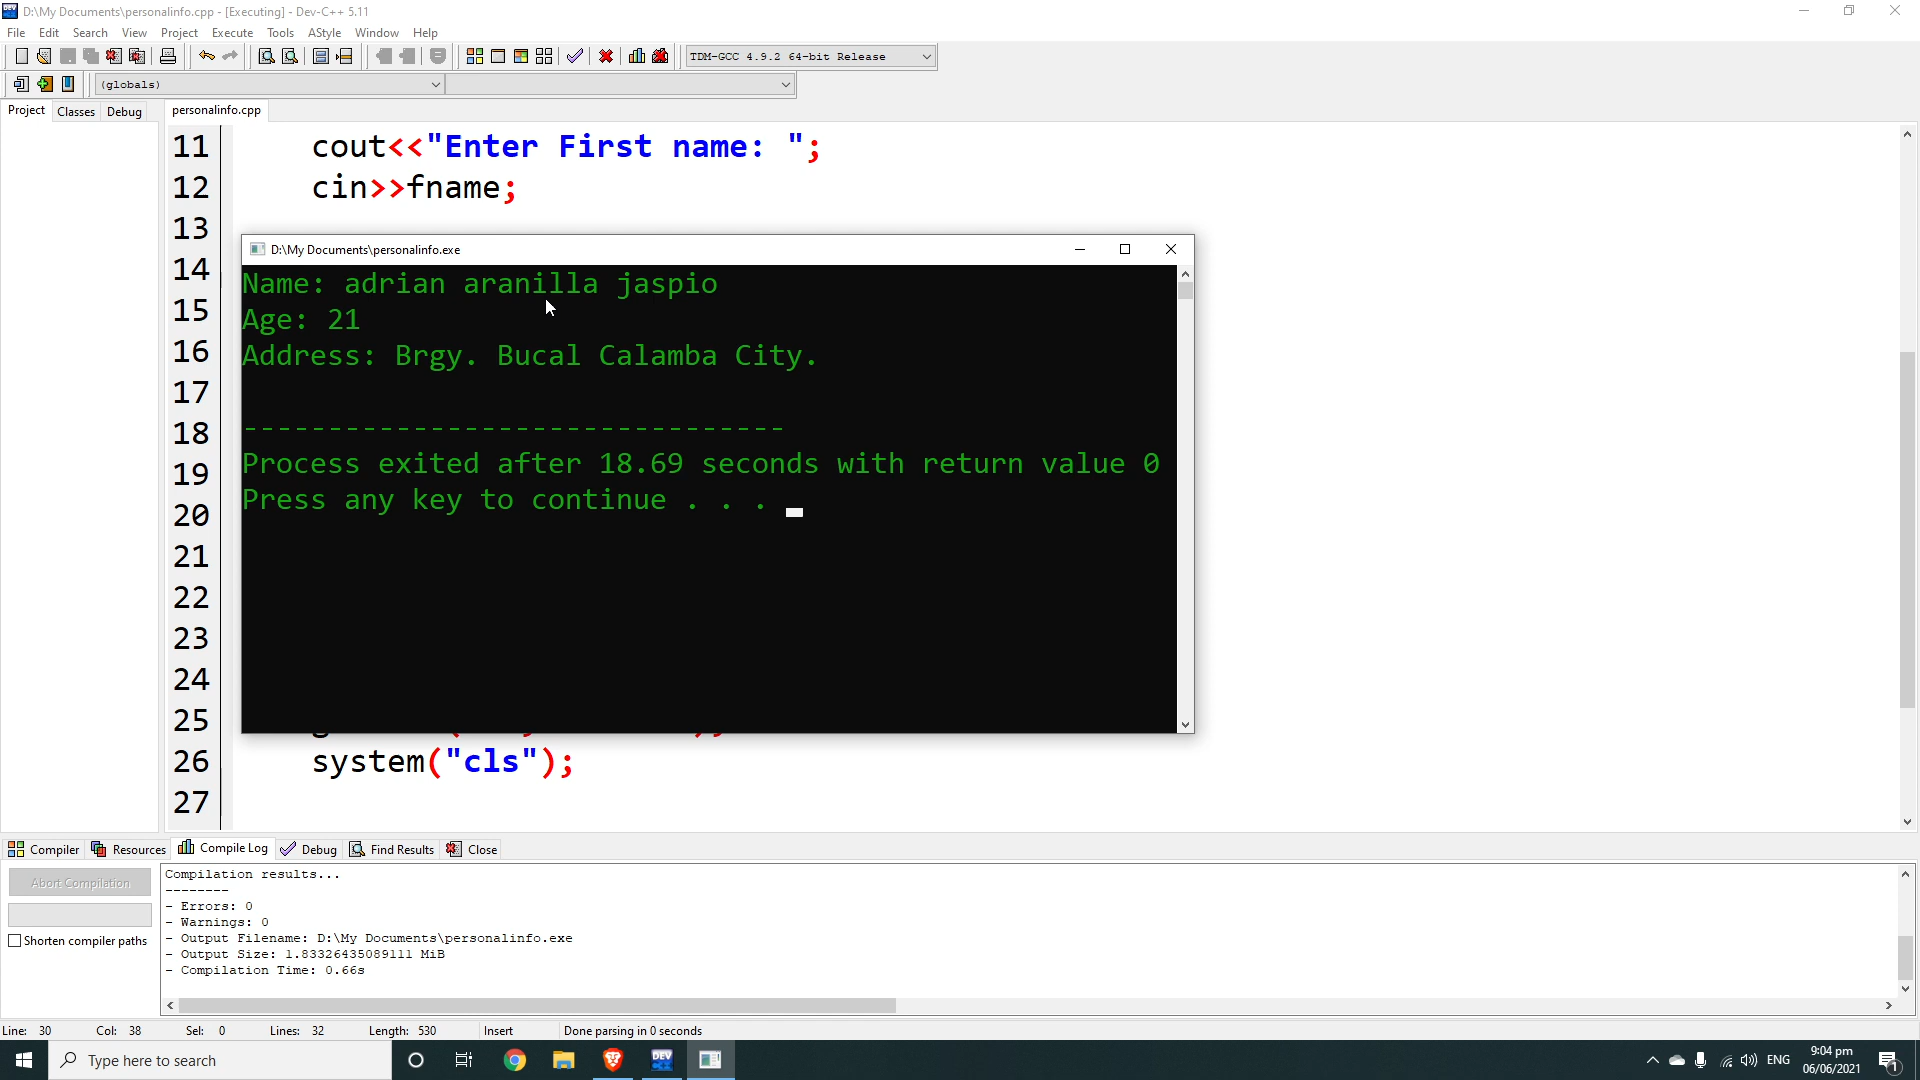 D:\My Documents\personalinfo.cpp - [Executing] - Dev-C++ 5.11
File Edit Search View Project Execute Tools AStyle Window Help
TDM-GCC 4.9.2 64-bit Release
(globals)
Project Classes Debug personalinfo.cpp
11 cout<<"Enter First name: ";
12 cin>>fname;
13
D:\My Documents\personalinfo.exe
14 Name: adrian aranilla jaspio
15 Age: 21
16 Address: Brgy. Bucal Calamba City.
17
18 --------------------------------
19 Process exited after 18.69 seconds with return value 0
20 Press any key to continue . . .
21
22
23
24
25
26 system("cls");
27
Compiler Resources Compile Log Debug Find Results Close
Abort Compilation
Shorten compiler paths
Compilation results...
--------
- Errors: 0
- Warnings: 0
- Output Filename: D:\My Documents\personalinfo.exe
- Output Size: 1.83326435089111 MiB
- Compilation Time: 0.66s
Line: 30 Col: 38 Sel: 0 Lines: 32 Length: 530 Insert Done parsing in 0 seconds
Type here to search
DEV
ENG
9:04 pm
06/06/2021
1